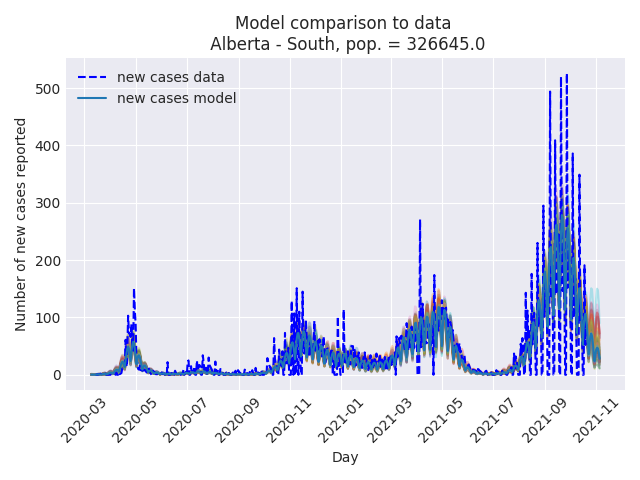 Model comparison to data
Alberta - South, pop. = 326645.0
new cases data
new cases model
Number of new cases reported
500
400
300
200
100
0
2020-03
2020-05
2020-07
2020-09
2020-11
2021-01
2021-03
2021-05
2021-07
2021-09
2021-11
Day